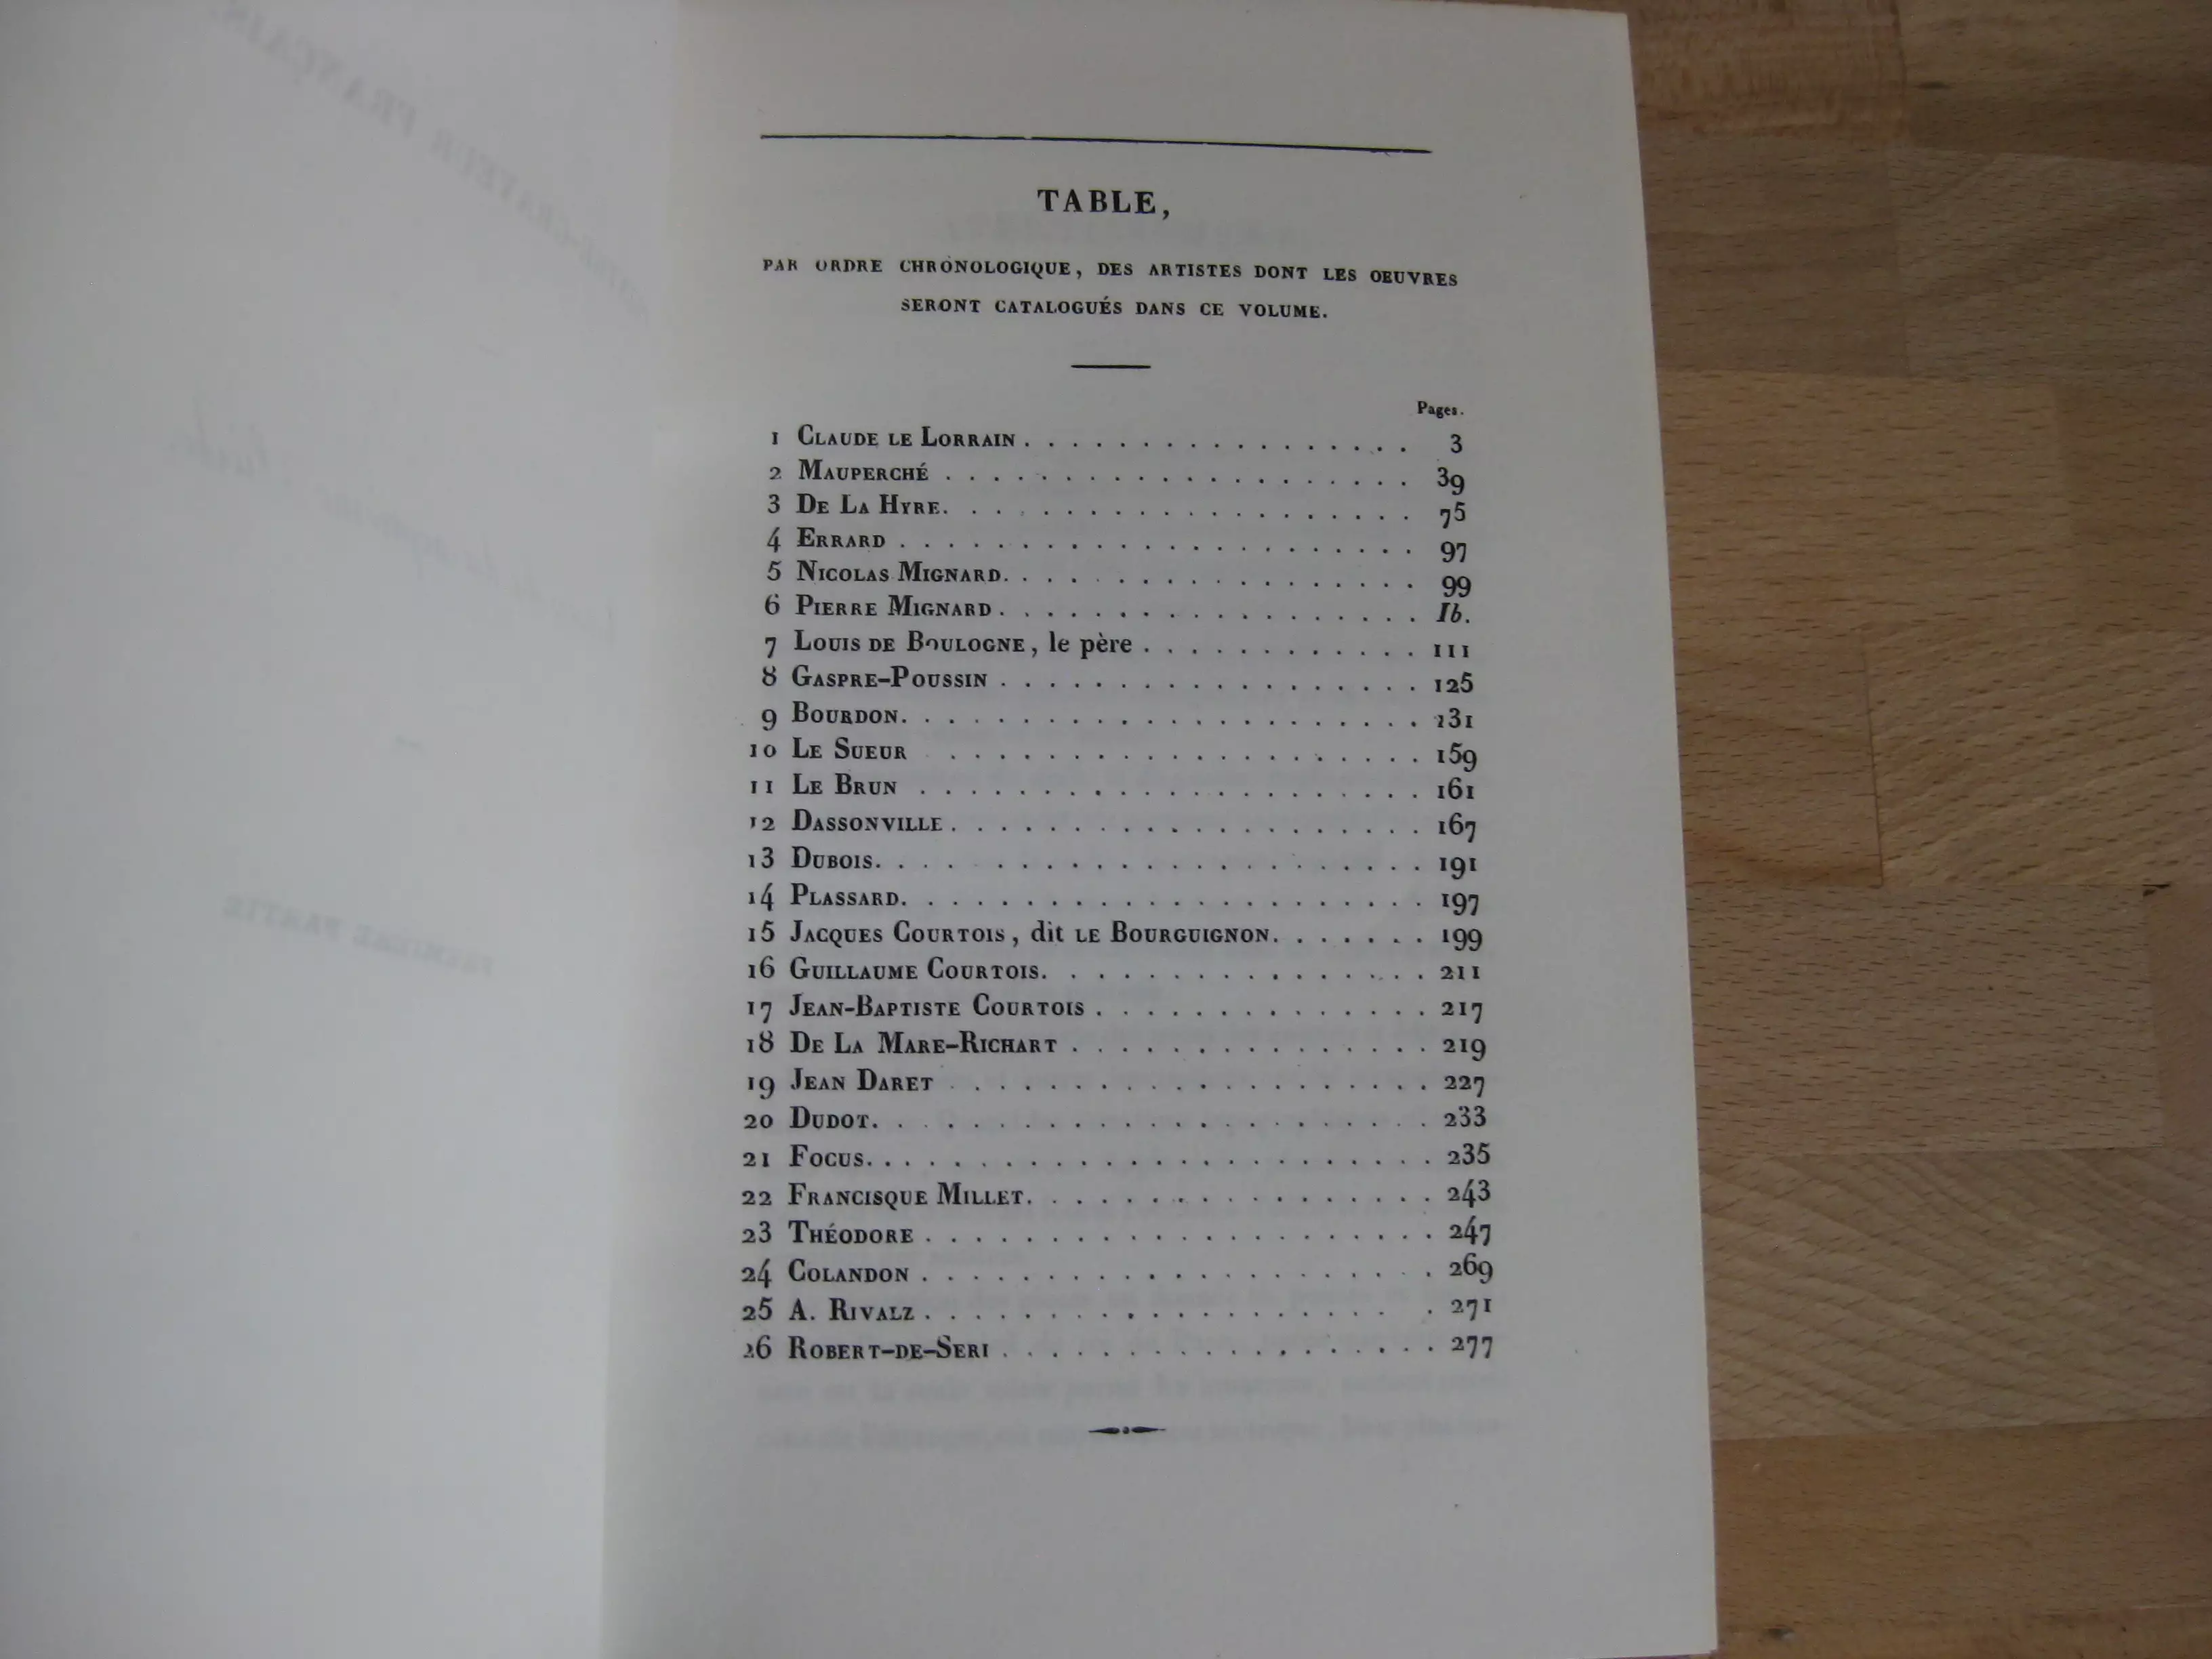 TABLE,
PAR ORDRE CHRONOLOGIQUE, DES ARTISTES DONT LES OEUVRES
SERONT CATALOGUÉS DANS CE VOLUME.
Pages.
1 CLAUDE LE LORRAIN . . . . . . . . . . . . . . . . . 3
2 MAUPERCHÉ . . . . . . . . . . . . . . . . . . . . 39
3 DE LA HYRE. . . . . . . . . . . . . . . . . . . . 75
4 ERRARD . . . . . . . . . . . . . . . . . . . . . . 97
5 NICOLAS MIGNARD. . . . . . . . . . . . . . . . . . 99
6 PIERRE MIGNARD . . . . . . . . . . . . . . . . . . Ib.
7 LOUIS DE BOULOGNE, le père . . . . . . . . . . . . 111
8 GASPRE-POUSSIN . . . . . . . . . . . . . . . . . . 125
9 BOURDON. . . . . . . . . . . . . . . . . . . . . . 131
10 LE SUEUR . . . . . . . . . . . . . . . . . . . . 159
11 LE BRUN . . . . . . . . . . . . . . . . . . . . . 161
12 DASSONVILLE . . . . . . . . . . . . . . . . . . . 167
13 DUBOIS. . . . . . . . . . . . . . . . . . . . . . 191
14 PLASSARD. . . . . . . . . . . . . . . . . . . . . 197
15 JACQUES COURTOIS, dit LE BOURGUIGNON. . . . . . . 199
16 GUILLAUME COURTOIS. . . . . . . . . . . . . . . . 211
17 JEAN-BAPTISTE COURTOIS . . . . . . . . . . . . . . 217
18 DE LA MARE-RICHART . . . . . . . . . . . . . . . 219
19 JEAN DARET . . . . . . . . . . . . . . . . . . . 227
20 DUDOT. . . . . . . . . . . . . . . . . . . . . . 233
21 FOCUS. . . . . . . . . . . . . . . . . . . . . . 235
22 FRANCISQUE MILLET. . . . . . . . . . . . . . . . 243
23 THÉODORE . . . . . . . . . . . . . . . . . . . . 247
24 COLANDON . . . . . . . . . . . . . . . . . . . . 269
25 A. RIVALZ . . . . . . . . . . . . . . . . . . . . 271
26 ROBERT-DE-SERI . . . . . . . . . . . . . . . . . 277